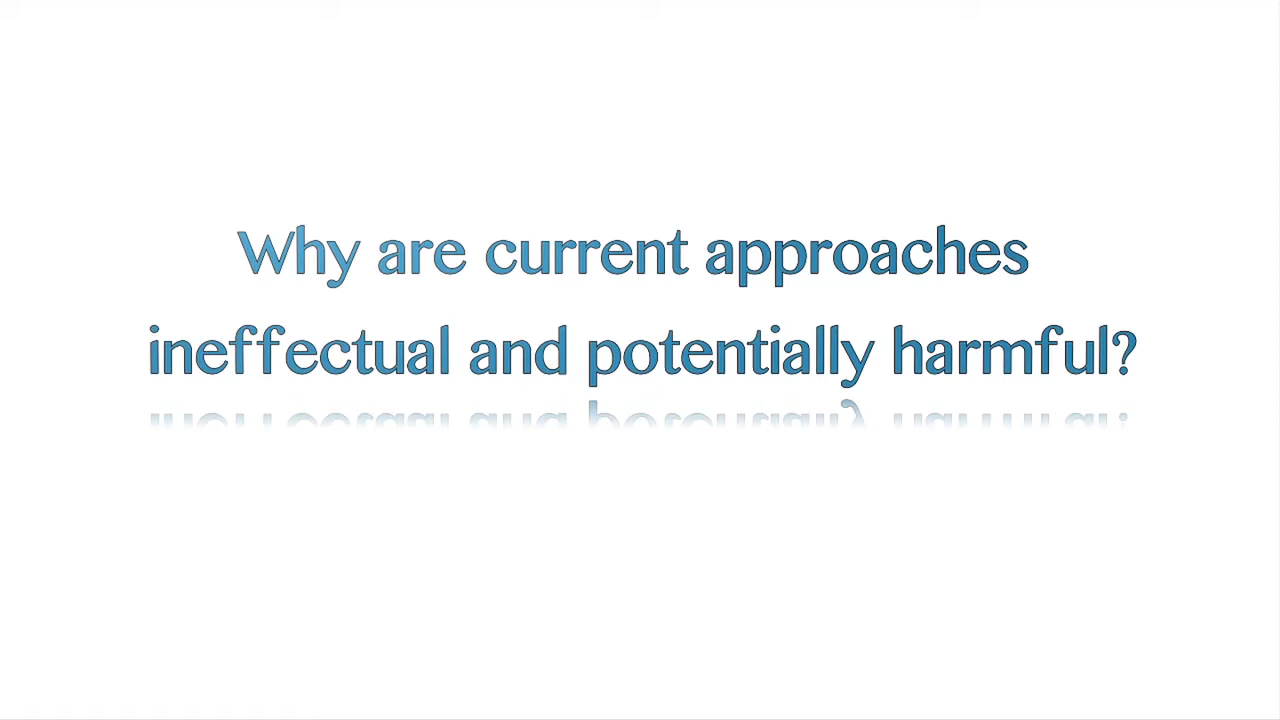 Why are current approaches
ineffectual and potentially harmful?